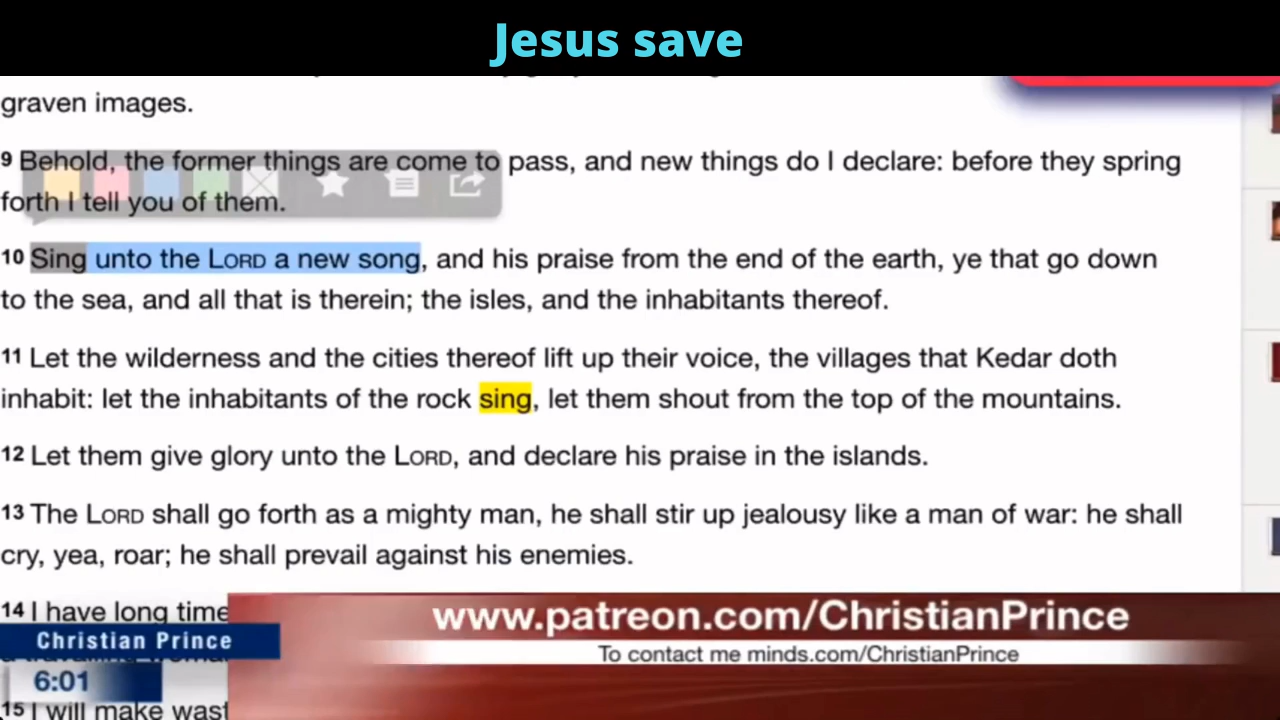 Jesus save
graven images.
9 Behold, the former things are come to pass, and new things do I declare: before they spring
forth I tell you of them.
10 Sing unto the LORD a new song, and his praise from the end of the earth, ye that go down
to the sea, and all that is therein; the isles, and the inhabitants thereof.
11 Let the wilderness and the cities thereof lift up their voice, the villages that Kedar doth
inhabit: let the inhabitants of the rock sing, let them shout from the top of the mountains.
12 Let them give glory unto the LORD, and declare his praise in the islands.
13 The LORD shall go forth as a mighty man, he shall stir up jealousy like a man of war: he shall
cry, yea, roar; he shall prevail against his enemies.
14 I have long time
www.patreon.com/ChristianPrince
Christian Prince
To contact me minds.com/ChristianPrince
6:01
15 I will make